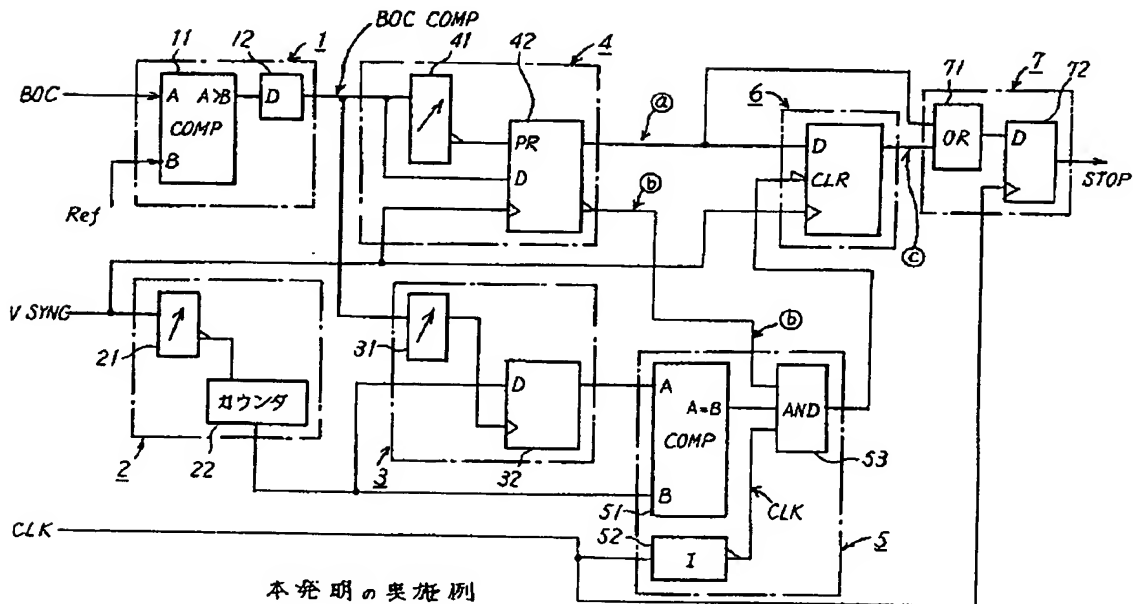 BOC COMP
11
12
1
41
42
4
BOC
A
A>B
D
COMP
B
Ref
PR
D
ⓐ
ⓑ
6
D
CLR
71
7
72
OR
D
STOP
ⓒ
V SYNG
21
カウンタ
2
22
31
D
3
32
ⓑ
A
A=B
COMP
B
51
AND
53
CLK
CLK
52
I
5
本発明の実施例